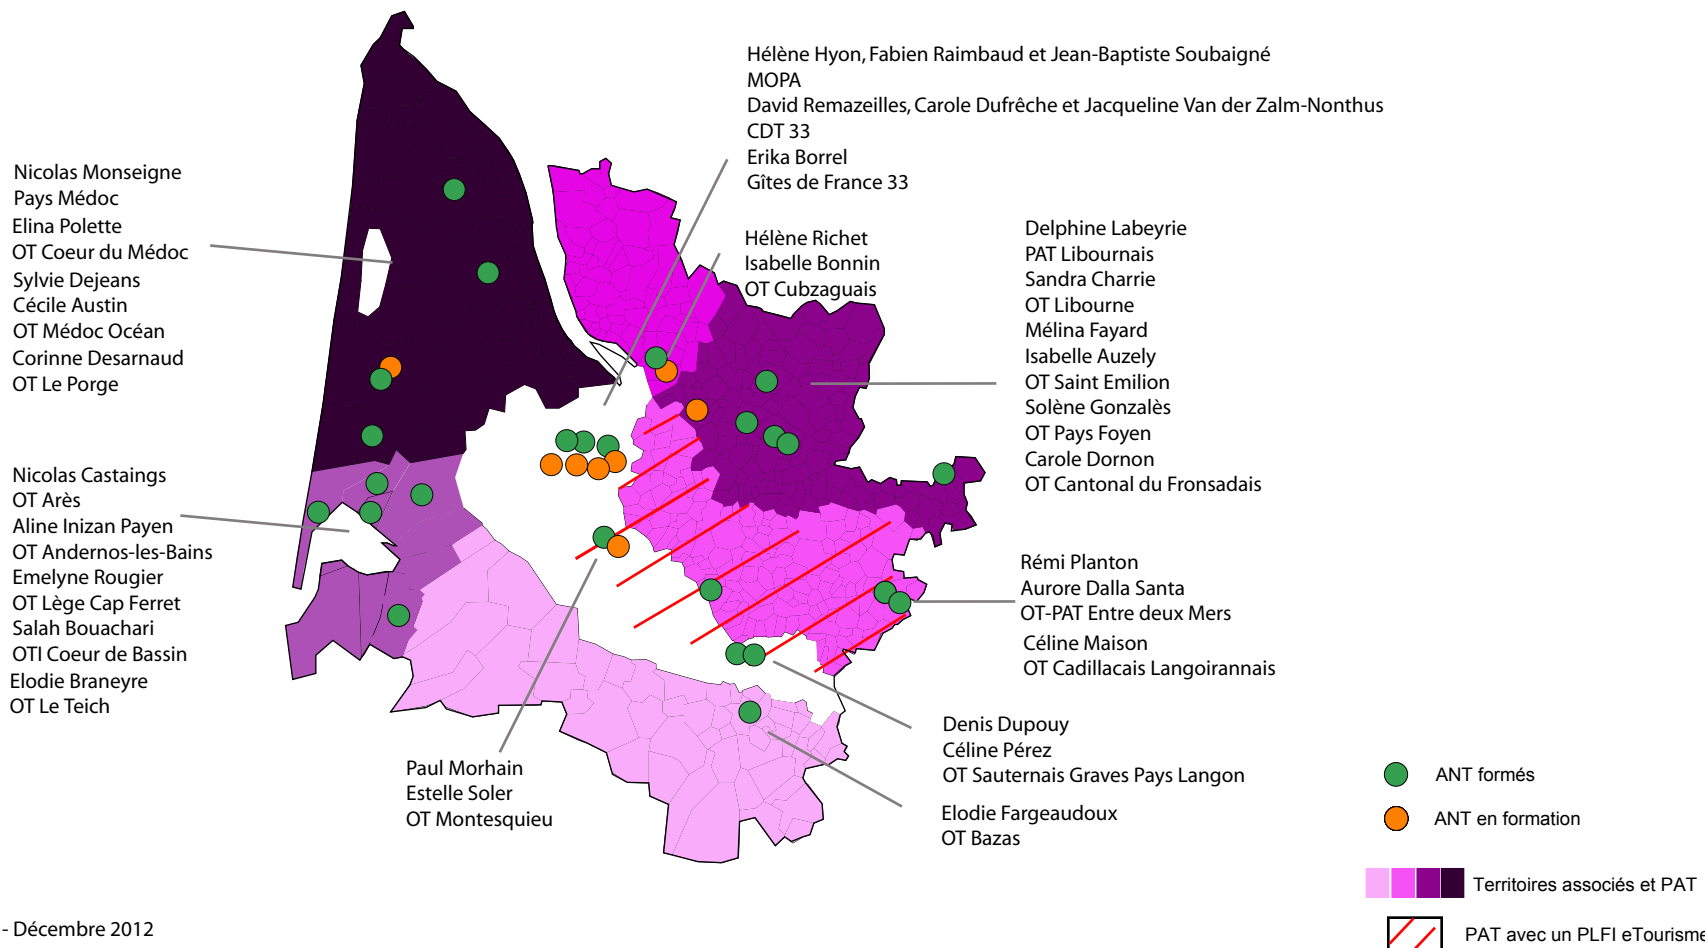 Hélène Hyon, Fabien Raimbaud et Jean-Baptiste Soubaigné
MOPA
David Remazeilles, Carole Dufrêche et Jacqueline Van der Zalm-Nonthus
CDT 33
Erika Borrel
Gîtes de France 33
Nicolas Monseigne
Pays Médoc
Elina Polette
OT Coeur du Médoc
Sylvie Dejeans
Cécile Austin
OT Médoc Océan
Corinne Desarnaud
OT Le Porge
Hélène Richet
Isabelle Bonnin
OT Cubzaguais
Delphine Labeyrie
PAT Libournais
Sandra Charrie
OT Libourne
Mélina Fayard
Isabelle Auzely
OT Saint Emilion
Solène Gonzalès
OT Pays Foyen
Carole Dornon
OT Cantonal du Fronsadais
Nicolas Castaings
OT Arès
Aline Inizan Payen
OT Andernos-les-Bains
Emelyne Rougier
OT Lège Cap Ferret
Salah Bouachari
OTI Coeur de Bassin
Elodie Braneyre
OT Le Teich
Rémi Planton
Aurore Dalla Santa
OT-PAT Entre deux Mers
Céline Maison
OT Cadillacais Langoirannais
Denis Dupouy
Céline Pérez
OT Sauternais Graves Pays Langon
Paul Morhain
Estelle Soler
OT Montesquieu
Elodie Fargeaudoux
OT Bazas
ANT formés
ANT en formation
Territoires associés et PAT
PAT avec un PLFI eTourisme
- Décembre 2012